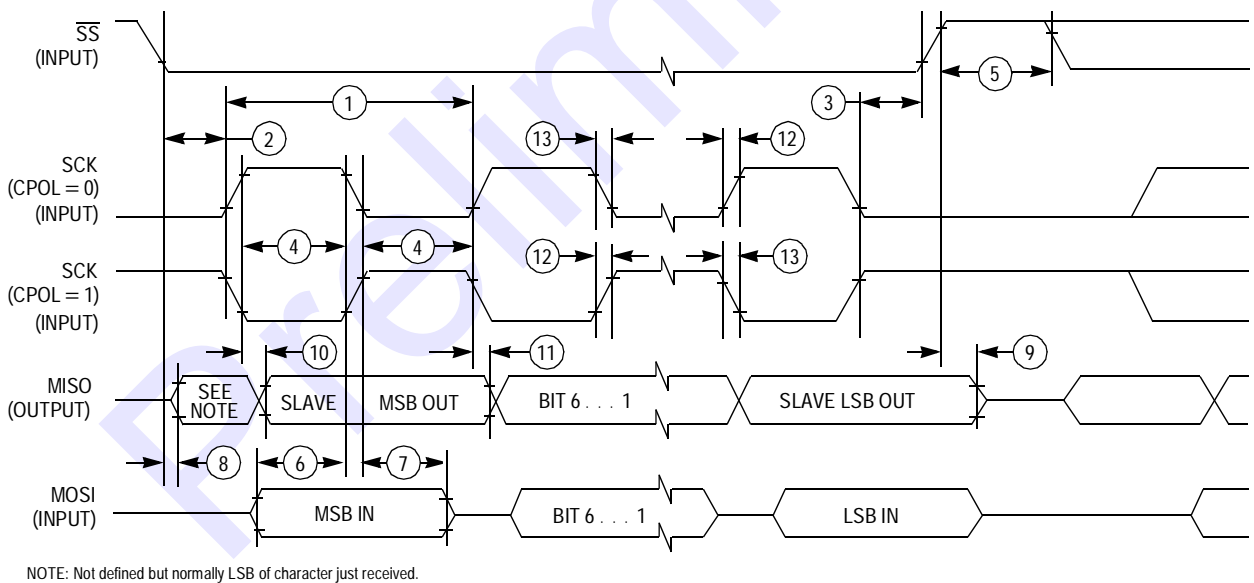 Prelim
SS
(INPUT)
5
1
3
2
13
12
SCK
(CPOL = 0)
(INPUT)
4
4
SCK
(CPOL = 1)
(INPUT)
12
13
10
11
9
MISO
(OUTPUT)
SEE
NOTE
SLAVE
MSB OUT
BIT 6 . . . 1
SLAVE LSB OUT
8
6
7
MOSI
(INPUT)
MSB IN
BIT 6 . . . 1
LSB IN
NOTE: Not defined but normally LSB of character just received.